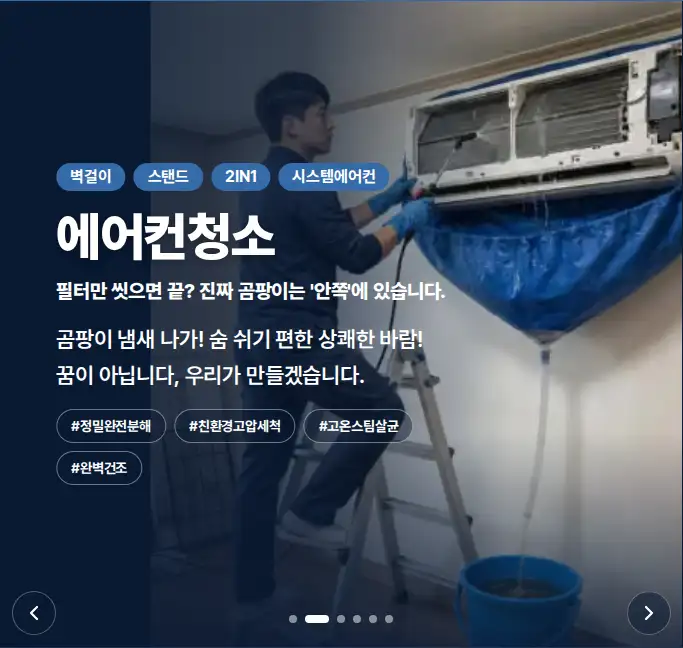 벽걸이 스탠드 2IN1 시스템에어컨
에어컨청소
필터만 씻으면 끝? 진짜 곰팡이는 '안쪽'에 있습니다.
곰팡이 냄새 나가! 숨 쉬기 편한 상쾌한 바람!
꿈이 아닙니다, 우리가 만들겠습니다.
#정밀완전분해 #친환경고압세척 #고온스팀살균
#완벽건조